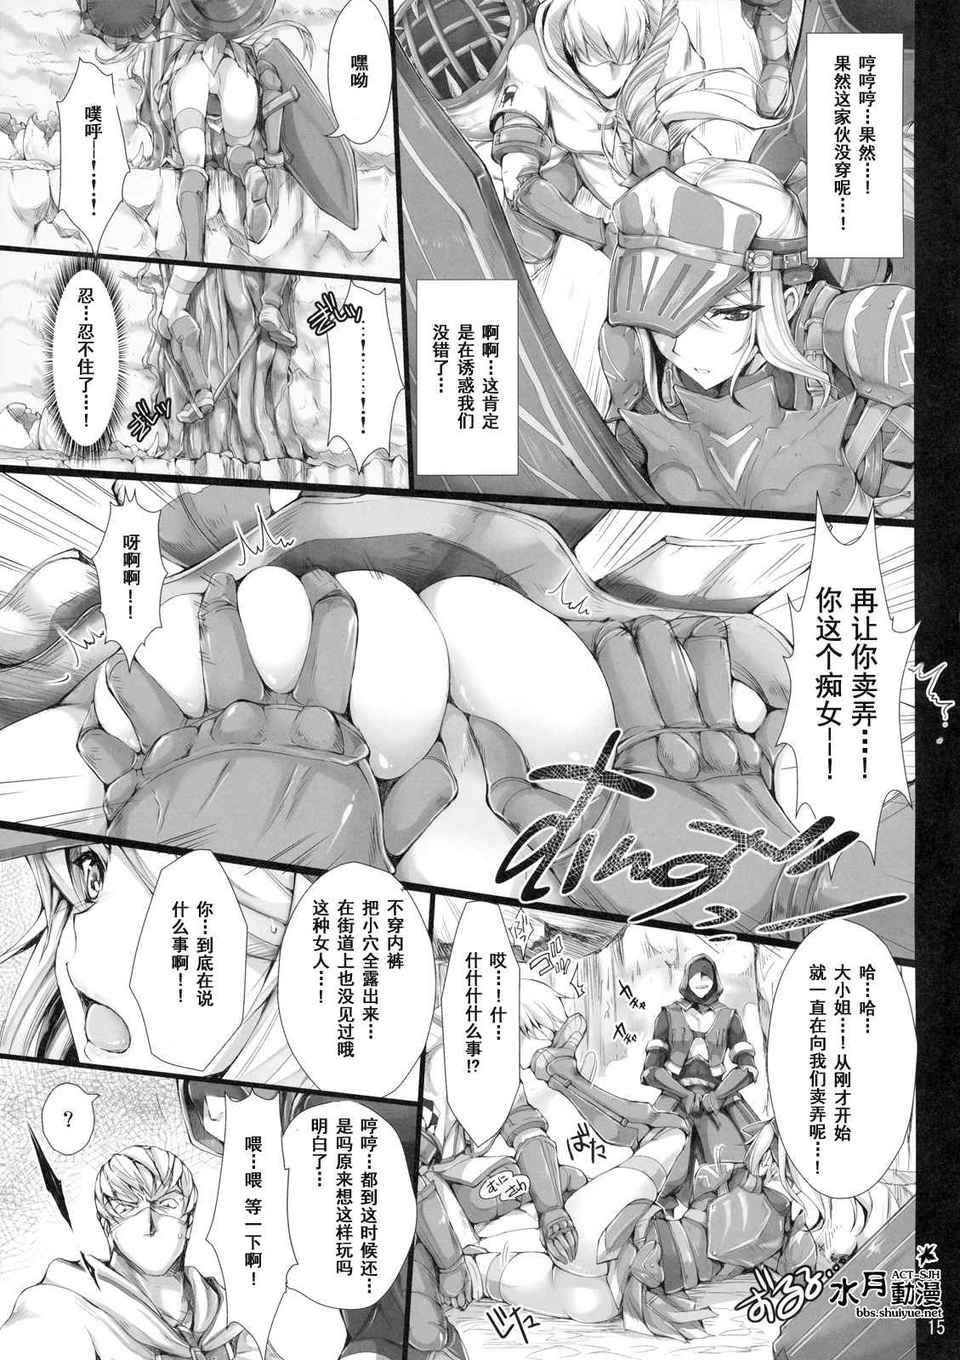 哼哼哼…果然…！
果然这家伙没穿呢…！
啊啊…这肯定
是在诱惑我们
没错了…
嘿呦
噗呼—！—！！
…………！………
忍…忍不住
了…！
再让你卖弄…！
你这个痴女—！！
呀啊啊！！
哈…哈…
大小姐…！从刚才开始
就一直在向我们卖弄呢…！
哎…！什…
什什什什么事!?
不穿内裤
把小穴全露出来…
在街道上也没见过哦
这种女人…！
你…到底在说
什么事啊！！
哼哼…都到这时候还…
是吗原来想这样玩吗
明白了…
喂…喂 等一下啊！
？
ACT-SJH
水月動漫
bbs.shuiyue.net
15